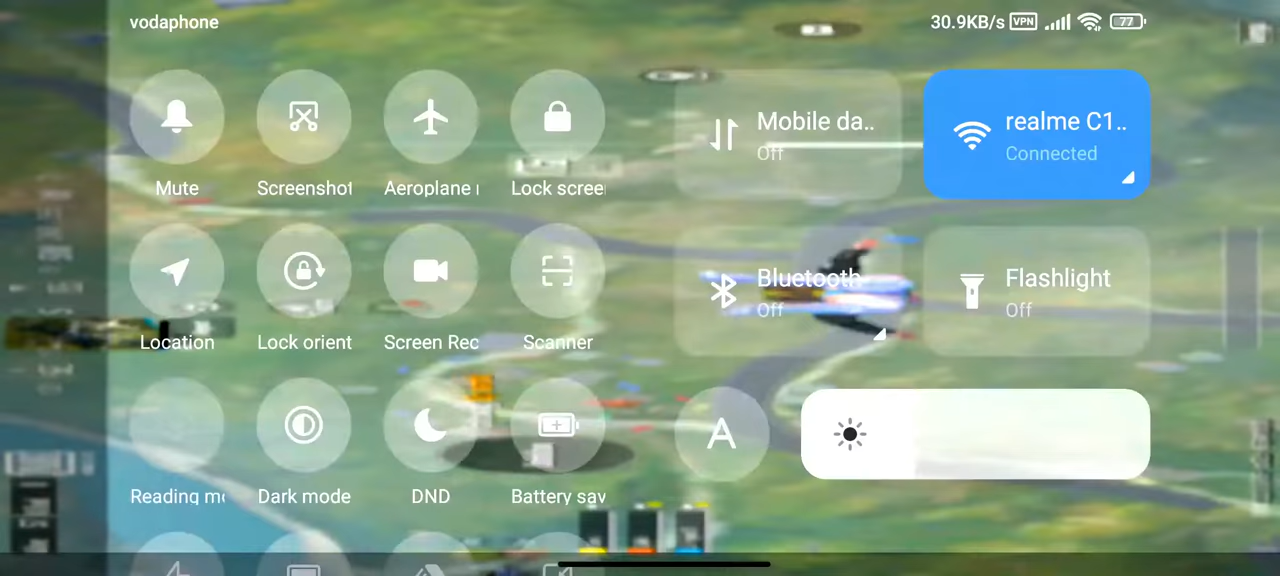 vodaphone
30.9KB/s VPN 77
Mobile da..
Off
realme C1..
Connected
Mute
Screenshot
Aeroplane
Lock scree
Bluetooth
Off
Flashlight
Off
Location
Lock orient
Screen Rec
Scanner
A
Reading m
Dark mode
DND
Battery sav